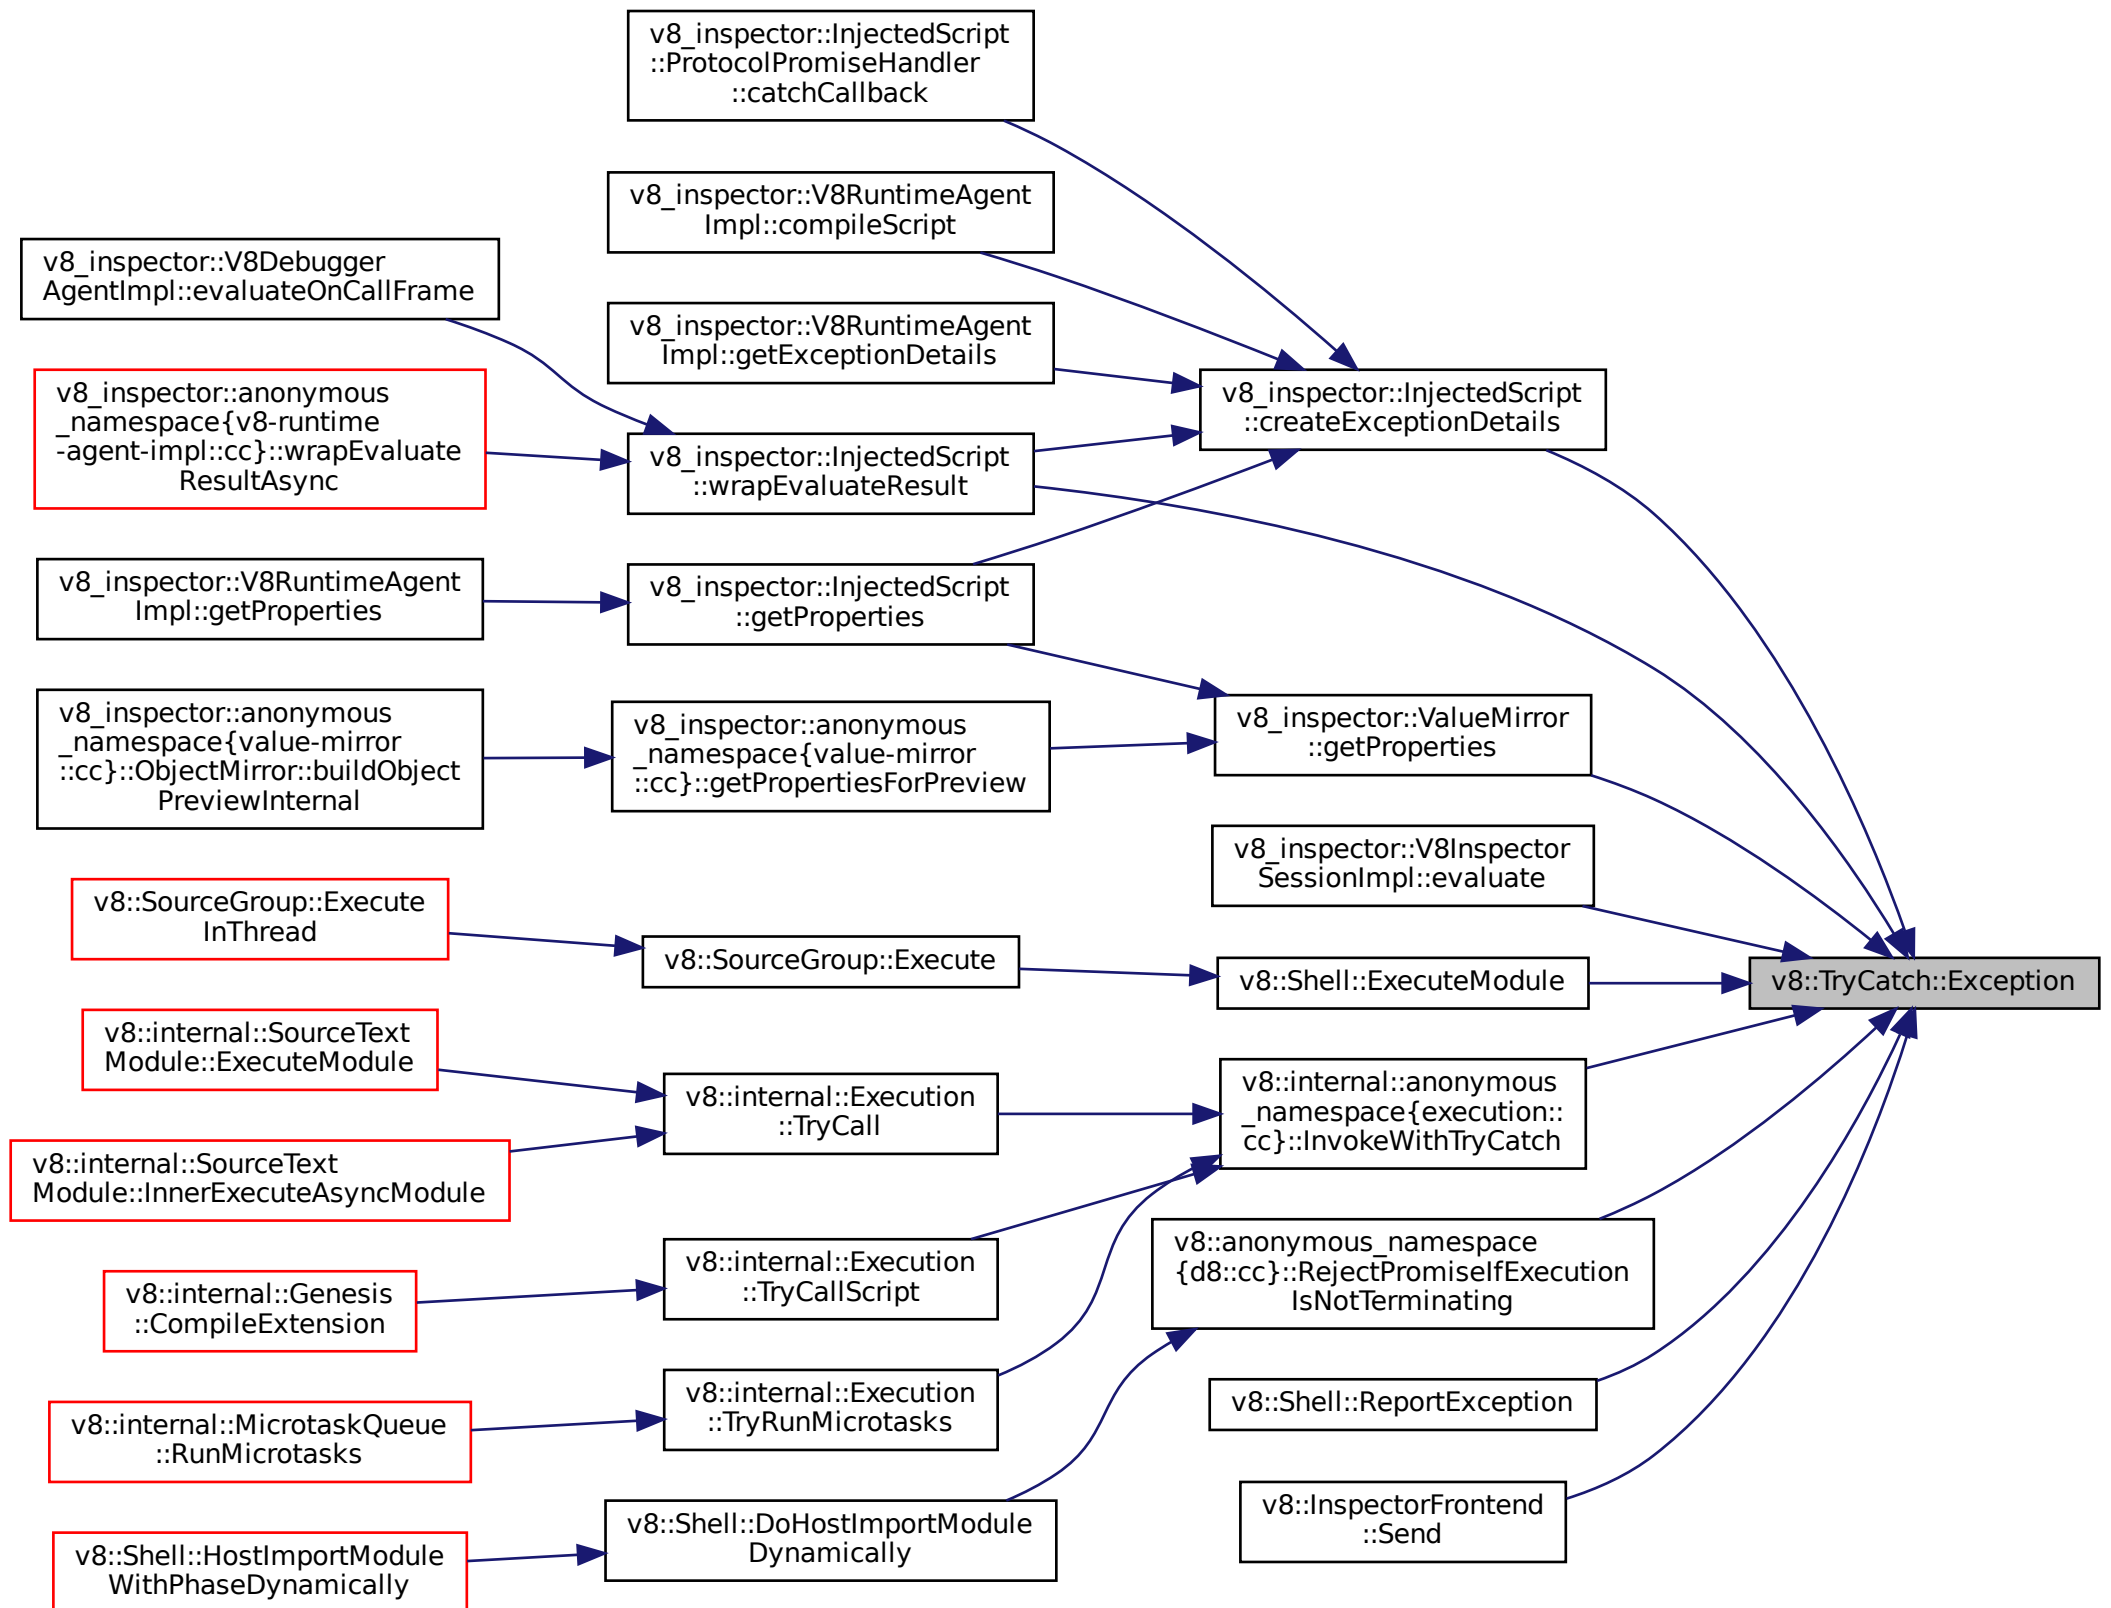 v8_inspector::InjectedScript
::ProtocolPromiseHandler
::catchCallback
v8_inspector::V8RuntimeAgent
Impl::compileScript
v8_inspector::V8Debugger
AgentImpl::evaluateOnCallFrame
v8_inspector::V8RuntimeAgent
Impl::getExceptionDetails
v8_inspector::anonymous
_namespace{v8-runtime
-agent-impl::cc}::wrapEvaluate
ResultAsync
v8_inspector::InjectedScript
::createExceptionDetails
v8_inspector::InjectedScript
::wrapEvaluateResult
v8_inspector::V8RuntimeAgent
Impl::getProperties
v8_inspector::InjectedScript
::getProperties
v8_inspector::anonymous
_namespace{value-mirror
::cc}::ObjectMirror::buildObject
PreviewInternal
v8_inspector::anonymous
_namespace{value-mirror
::cc}::getPropertiesForPreview
v8_inspector::ValueMirror
::getProperties
v8_inspector::V8Inspector
SessionImpl::evaluate
v8::SourceGroup::Execute
InThread
v8::SourceGroup::Execute
v8::Shell::ExecuteModule
v8::TryCatch::Exception
v8::internal::SourceText
Module::ExecuteModule
v8::internal::Execution
::TryCall
v8::internal::anonymous
_namespace{execution::
cc}::InvokeWithTryCatch
v8::internal::SourceText
Module::InnerExecuteAsyncModule
v8::internal::Execution
::TryCallScript
v8::anonymous_namespace
{d8::cc}::RejectPromiseIfExecution
IsNotTerminating
v8::internal::Genesis
::CompileExtension
v8::internal::Execution
::TryRunMicrotasks
v8::Shell::ReportException
v8::internal::MicrotaskQueue
::RunMicrotasks
v8::InspectorFrontend
::Send
v8::Shell::DoHostImportModule
Dynamically
v8::Shell::HostImportModule
WithPhaseDynamically